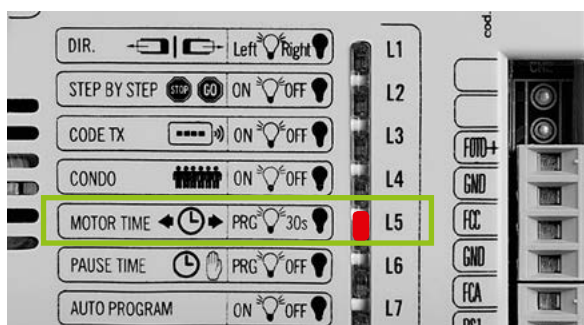 cod.
DIR. Left Right L1
STEP BY STEP STOP GO ON OFF L2
CODE TX ON OFF L3
CONDO ON OFF L4
MOTOR TIME PRG 30s L5
PAUSE TIME PRG OFF L6
AUTO PROGRAM ON OFF L7
FOTO+
GND
FCC
GND
FCA